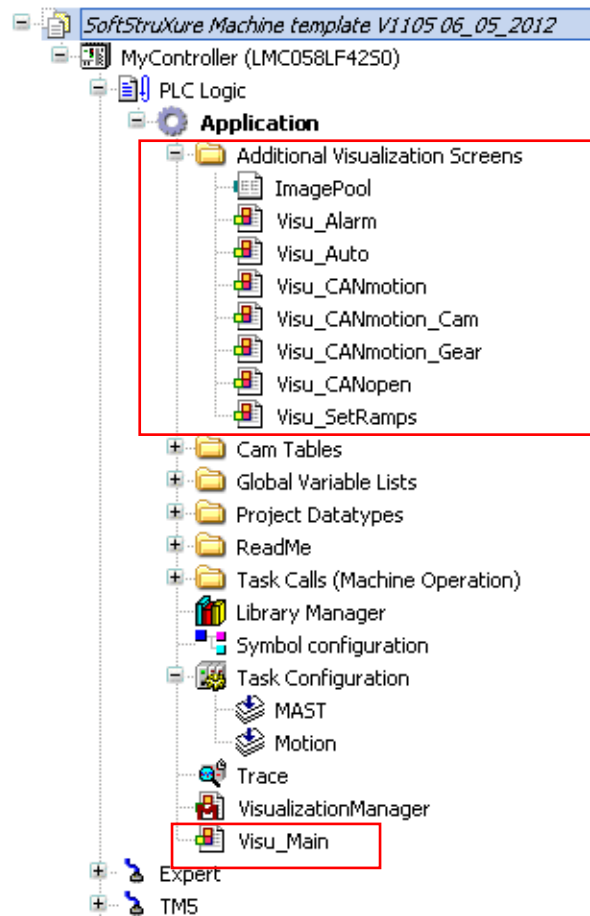 SoftStruXure Machine template V1105 06_05_2012
MyController (LMC058LF42S0)
PLC Logic
Application
Additional Visualization Screens
ImagePool
Visu_Alarm
Visu_Auto
Visu_CANmotion
Visu_CANmotion_Cam
Visu_CANmotion_Gear
Visu_CANopen
Visu_SetRamps
Cam Tables
Global Variable Lists
Project Datatypes
ReadMe
Task Calls (Machine Operation)
Library Manager
Symbol configuration
Task Configuration
MAST
Motion
Trace
VisualizationManager
Visu_Main
Expert
TM5